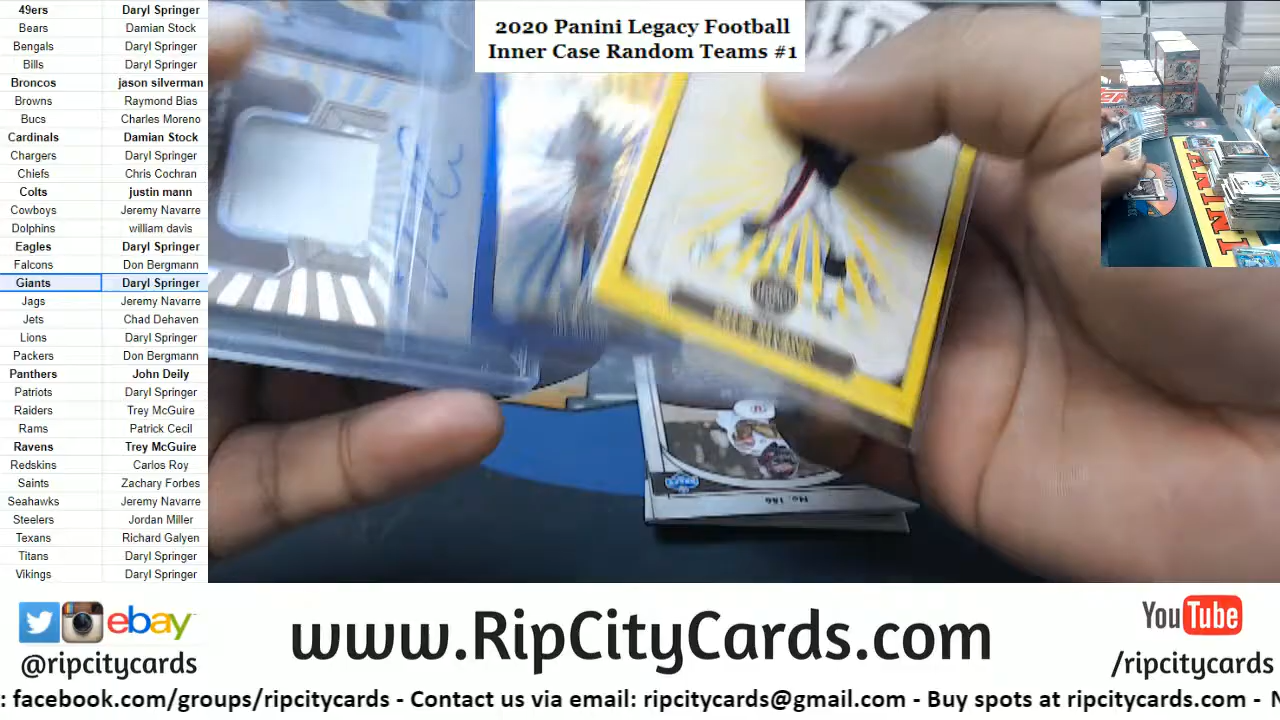 49ers Daryl Springer
Bears Damian Stock
Bengals Daryl Springer
Bills Daryl Springer
Broncos jason silverman
Browns Raymond Bias
Bucs Charles Moreno
Cardinals Damian Stock
Chargers Daryl Springer
Chiefs Chris Cochran
Colts justin mann
Cowboys Jeremy Navarre
Dolphins william davis
Eagles Daryl Springer
Falcons Don Bergmann
Giants Daryl Springer
Jags Jeremy Navarre
Jets Chad Dehaven
Lions Daryl Springer
Packers Don Bergmann
Panthers John Deily
Patriots Daryl Springer
Raiders Trey McGuire
Rams Patrick Cecil
Ravens Trey McGuire
Redskins Carlos Roy
Saints Zachary Forbes
Seahawks Jeremy Navarre
Steelers Jordan Miller
Texans Richard Galyen
Titans Daryl Springer
Vikings Daryl Springer
2020 Panini Legacy Football
Inner Case Random Teams #1
No. 186
ebay
@ripcitycards
www.RipCityCards.com
YouTube
/ripcitycards
: facebook.com/groups/ripcitycards - Contact us via email: ripcitycards@gmail.com - Buy spots at ripcitycards.com - N